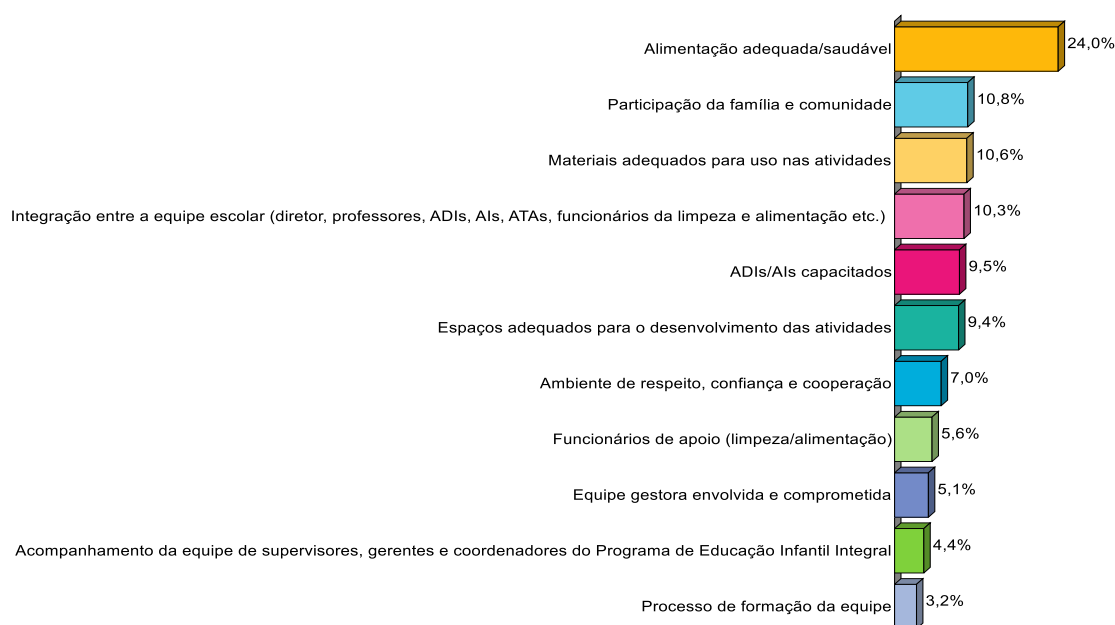 Alimentação adequada/saudável 24,0%
Participação da família e comunidade 10,8%
Materiais adequados para uso nas atividades 10,6%
Integração entre a equipe escolar (diretor, professores, ADIs, AIs, ATAs, funcionários da limpeza e alimentação etc.) 10,3%
ADIs/AIs capacitados 9,5%
Espaços adequados para o desenvolvimento das atividades 9,4%
Ambiente de respeito, confiança e cooperação 7,0%
Funcionários de apoio (limpeza/alimentação) 5,6%
Equipe gestora envolvida e comprometida 5,1%
Acompanhamento da equipe de supervisores, gerentes e coordenadores do Programa de Educação Infantil Integral 4,4%
Processo de formação da equipe 3,2%